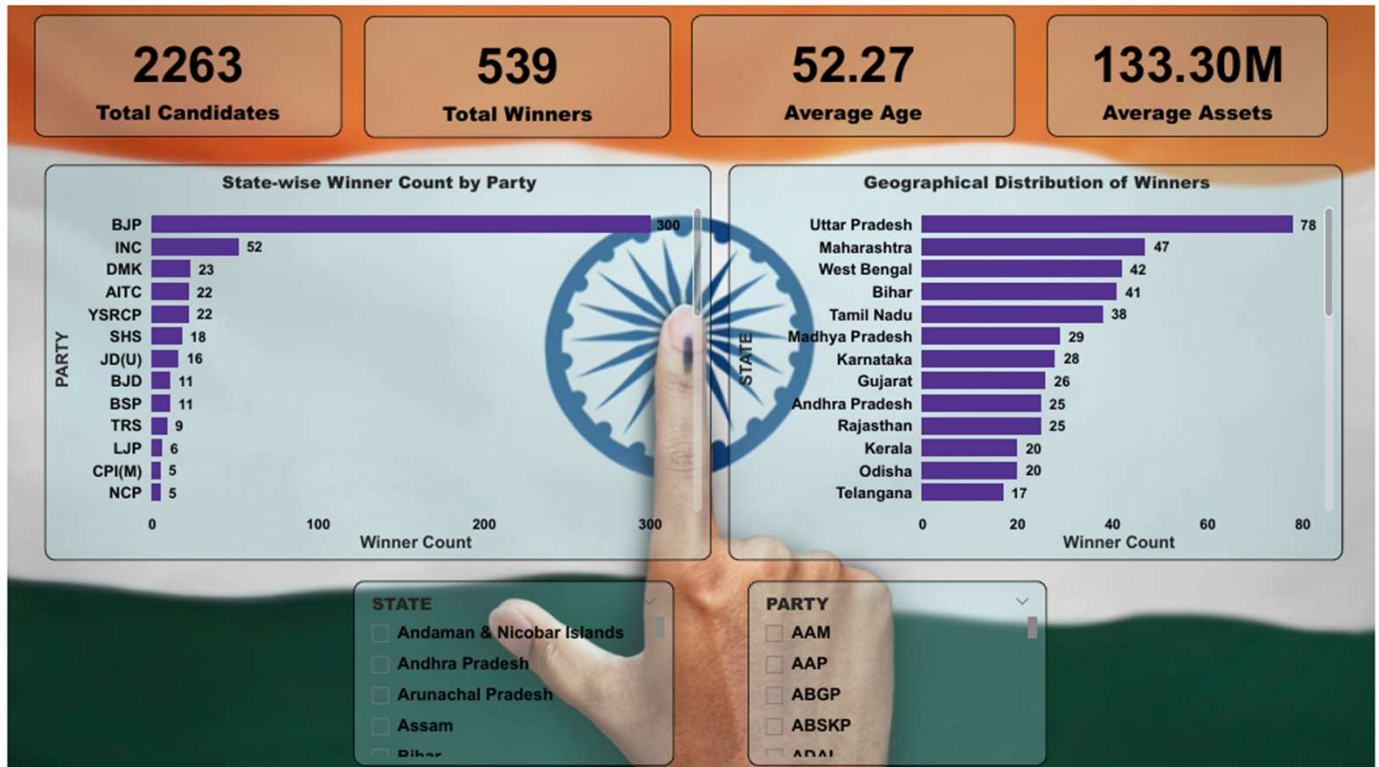 2263
Total Candidates
539
Total Winners
52.27
Average Age
133.30M
Average Assets
State-wise Winner Count by Party
PARTY
BJP 300
INC 52
DMK 23
AITC 22
YSRCP 22
SHS 18
JD(U) 16
BJD 11
BSP 11
TRS 9
LJP 6
CPI(M) 5
NCP 5
0 100 200 300
Winner Count
Geographical Distribution of Winners
STATE
Uttar Pradesh 78
Maharashtra 47
West Bengal 42
Bihar 41
Tamil Nadu 38
Madhya Pradesh 29
Karnataka 28
Gujarat 26
Andhra Pradesh 25
Rajasthan 25
Kerala 20
Odisha 20
Telangana 17
0 20 40 60 80
Winner Count
STATE
Andaman & Nicobar Islands
Andhra Pradesh
Arunachal Pradesh
Assam
Bihar
PARTY
AAM
AAP
ABGP
ABSKP